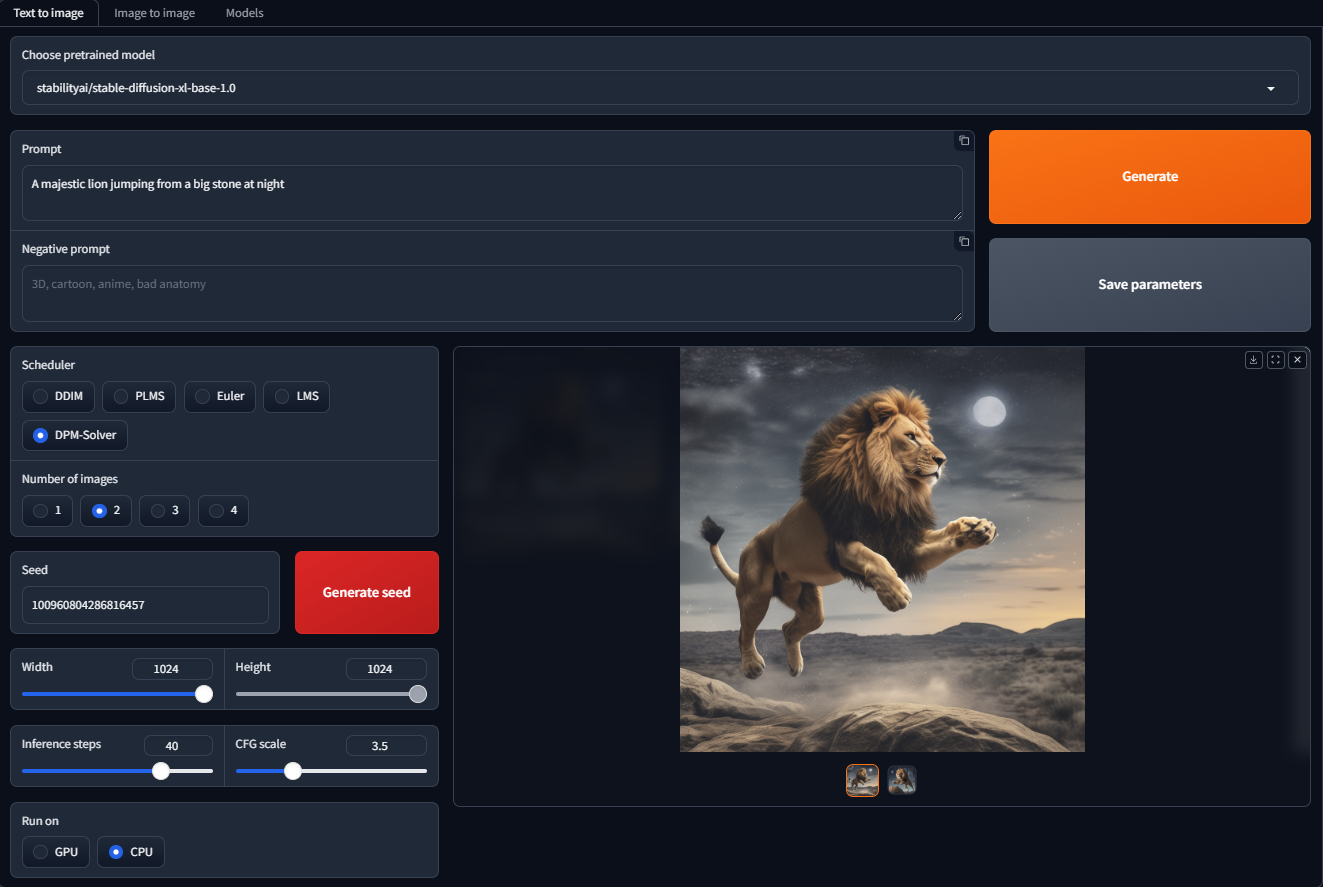 Text to image
Image to image
Models
Choose pretrained model
stabilityai/stable-diffusion-xl-base-1.0
Prompt
A majestic lion jumping from a big stone at night
Generate
Negative prompt
3D, cartoon, anime, bad anatomy
Save parameters
Scheduler
DDIM
PLMS
Euler
LMS
DPM-Solver
Number of images
1
2
3
4
Seed
100960804286816457
Generate seed
Width
1024
Height
1024
Inference steps
40
CFG scale
3.5
Run on
GPU
CPU